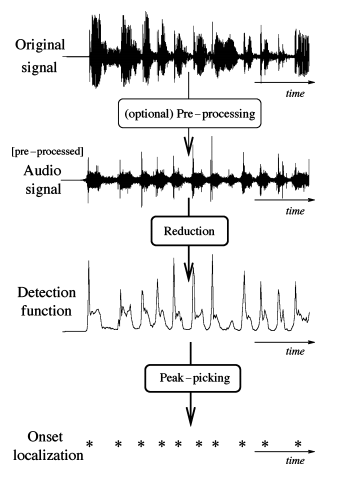 Original
signal
time
(optional) Pre-processing
[pre-processed]
Audio
signal
time
Reduction
Detection
function
time
Peak-picking
Onset
localization
* * * * * * * * * *
time